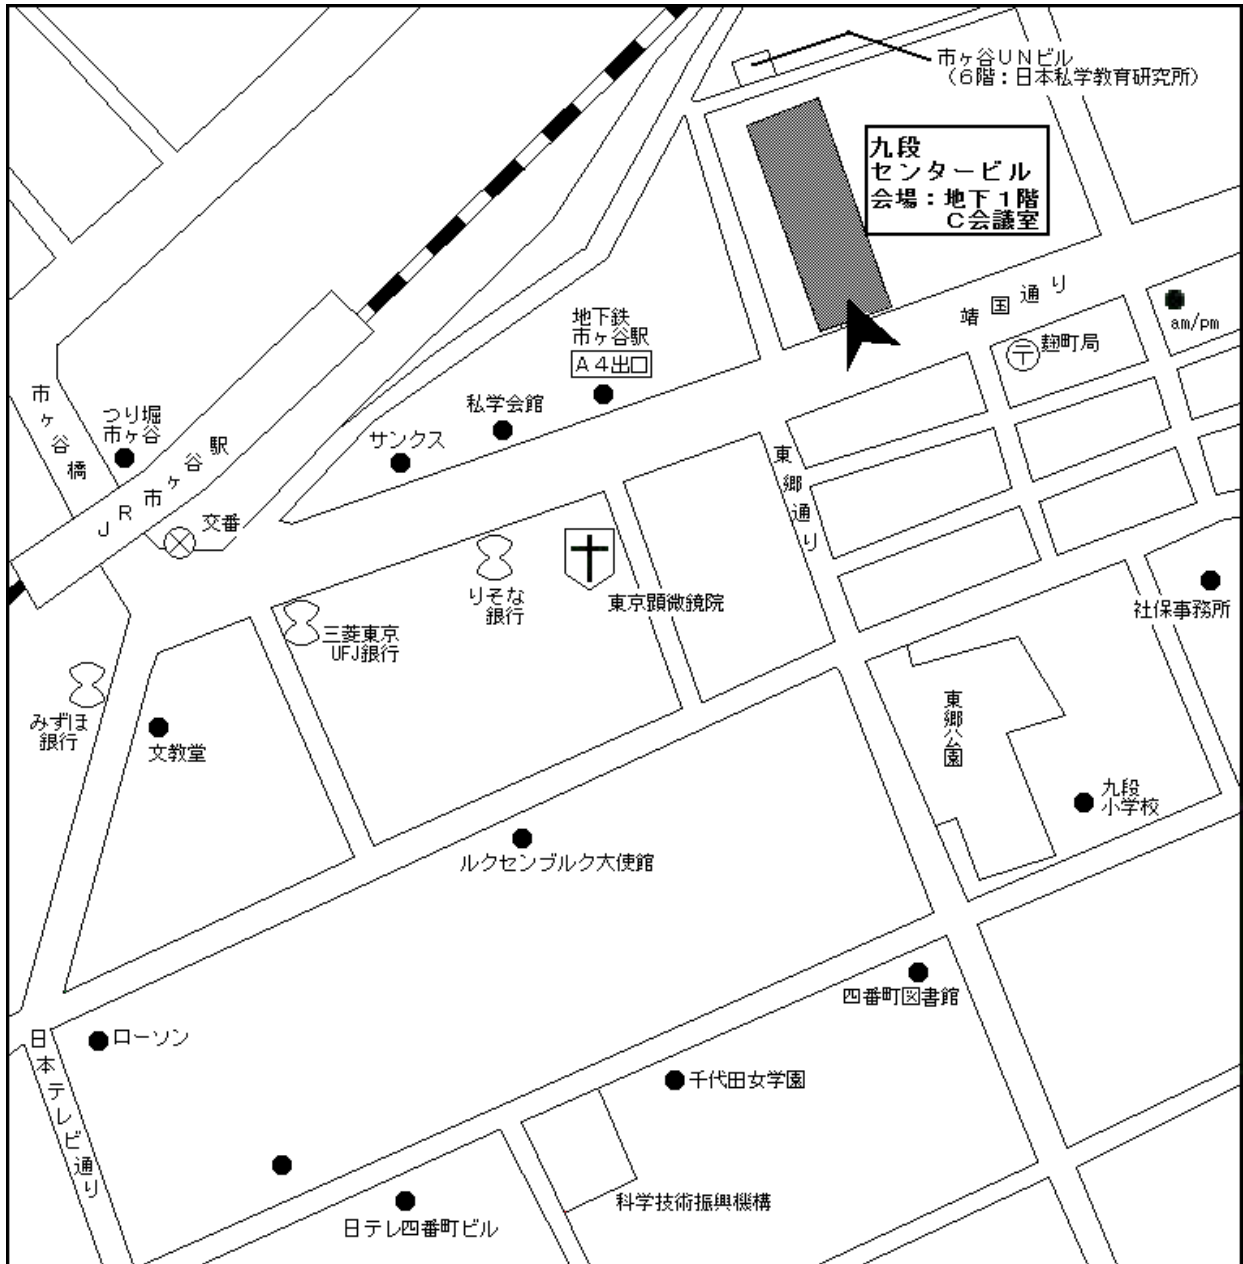 市ヶ谷ＵＮビル
（６階：日本私学教育研究所）
九段
センタービル
会場：地下１階
Ｃ会議室
靖国通り
am/pm
麹町局
地下鉄
市ヶ谷駅
Ａ４出口
私学会館
サンクス
市ヶ谷橋
つり堀
市ヶ谷
ＪＲ市ヶ谷駅
交番
東郷通り
りそな
銀行
東京顕微鏡院
三菱東京
UFJ銀行
社保事務所
みずほ
銀行
文教堂
東郷公園
九段
小学校
ルクセンブルク大使館
四番町図書館
ローソン
日本テレビ通り
千代田女学園
科学技術振興機構
日テレ四番町ビル